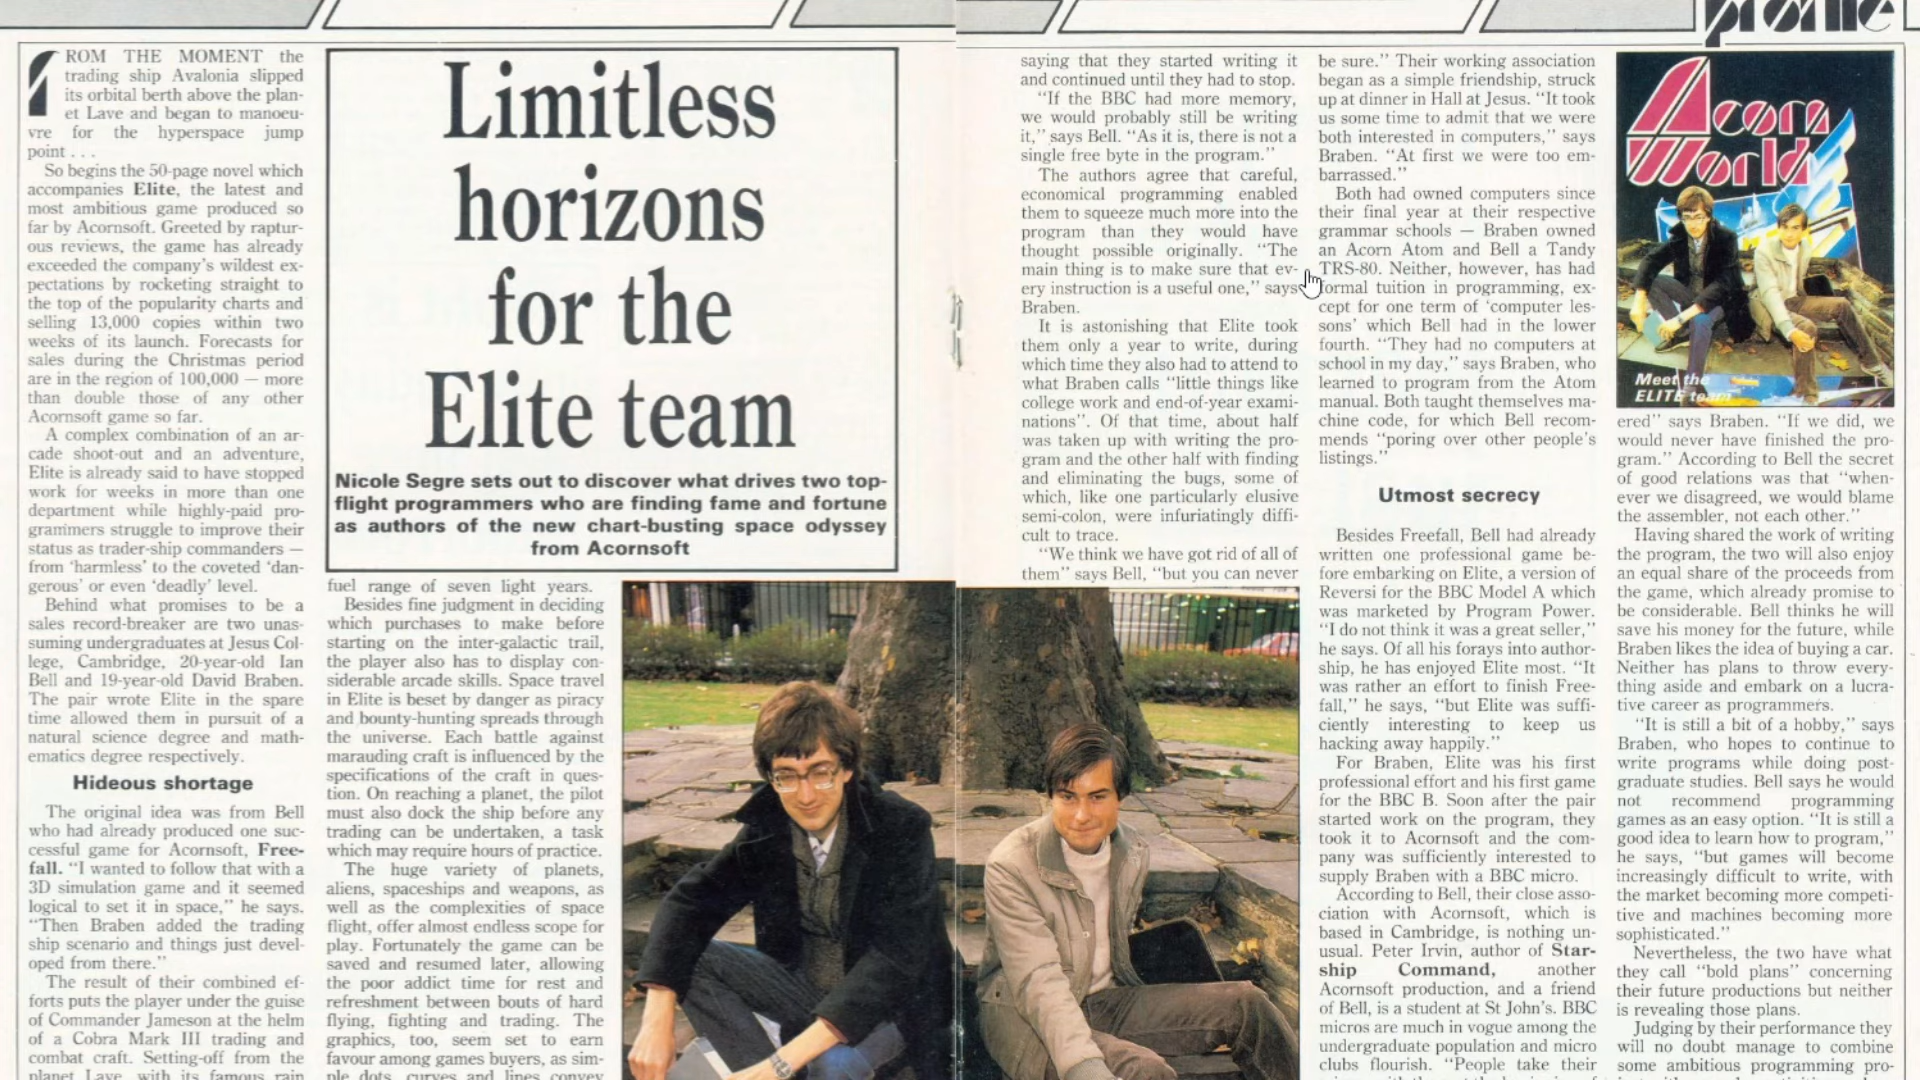 profile
FROM THE MOMENT the
trading ship Avalonia slipped
its orbital berth above the plan-
et Lave and began to manoeu-
vre for the hyperspace jump
point . . .
So begins the 50-page novel which
accompanies Elite, the latest and
most ambitious game produced so
far by Acornsoft. Greeted by raptur-
ous reviews, the game has already
exceeded the company's wildest ex-
pectations by rocketing straight to
the top of the popularity charts and
selling 13,000 copies within two
weeks of its launch. Forecasts for
sales during the Christmas period
are in the region of 100,000 — more
than double those of any other
Acornsoft game so far.
A complex combination of an ar-
cade shoot-out and an adventure,
Elite is already said to have stopped
work for weeks in more than one
department while highly-paid pro-
grammers struggle to improve their
status as trader-ship commanders —
from 'harmless' to the coveted 'dan-
gerous' or even 'deadly' level.
Behind what promises to be a
sales record-breaker are two unas-
suming undergraduates at Jesus Col-
lege, Cambridge, 20-year-old Ian
Bell and 19-year-old David Braben.
The pair wrote Elite in the spare
time allowed them in pursuit of a
natural science degree and math-
ematics degree respectively.
Hideous shortage
The original idea was from Bell
who had already produced one suc-
cessful game for Acornsoft, Free-
fall. "I wanted to follow that with a
3D simulation game and it seemed
logical to set it in space," he says.
"Then Braben added the trading
ship scenario and things just devel-
oped from there."
The result of their combined ef-
forts puts the player under the guise
of Commander Jameson at the helm
of a Cobra Mark III trading and
combat craft. Setting-off from the
planet Lave, with its famous rain
Limitless
horizons
for the
Elite team
Nicole Segre sets out to discover what drives two top-
flight programmers who are finding fame and fortune
as authors of the new chart-busting space odyssey
from Acornsoft
fuel range of seven light years.
Besides fine judgment in deciding
which purchases to make before
starting on the inter-galactic trail,
the player also has to display con-
siderable arcade skills. Space travel
in Elite is beset by danger as piracy
and bounty-hunting spreads through
the universe. Each battle against
marauding craft is influenced by the
specifications of the craft in ques-
tion. On reaching a planet, the pilot
must also dock the ship before any
trading can be undertaken, a task
which may require hours of practice.
The huge variety of planets,
aliens, spaceships and weapons, as
well as the complexities of space
flight, offer almost endless scope for
play. Fortunately the game can be
saved and resumed later, allowing
the poor addict time for rest and
refreshment between bouts of hard
flying, fighting and trading. The
graphics, too, seem set to earn
favour among games buyers, as sim-
ple dots, curves and lines convey
saying that they started writing it
and continued until they had to stop.
"If the BBC had more memory,
we would probably still be writing
it," says Bell. "As it is, there is not a
single free byte in the program."
The authors agree that careful,
economical programming enabled
them to squeeze much more into the
program than they would have
thought possible originally. "The
main thing is to make sure that ev-
ery instruction is a useful one," says
Braben.
It is astonishing that Elite took
them only a year to write, during
which time they also had to attend to
what Braben calls "little things like
college work and end-of-year exami-
nations". Of that time, about half
was taken up with writing the pro-
gram and the other half with finding
and eliminating the bugs, some of
which, like one particularly elusive
semi-colon, were infuriatingly diffi-
cult to trace.
"We think we have got rid of all of
them" says Bell, "but you can never
be sure." Their working association
began as a simple friendship, struck
up at dinner in Hall at Jesus. "It took
us some time to admit that we were
both interested in computers," says
Braben. "At first we were too em-
barrassed."
Both had owned computers since
their final year at their respective
grammar schools — Braben owned
an Acorn Atom and Bell a Tandy
TRS-80. Neither, however, has had
formal tuition in programming, ex-
cept for one term of 'computer les-
sons' which Bell had in the lower
fourth. "They had no computers at
school in my day," says Braben, who
learned to program from the Atom
manual. Both taught themselves ma-
chine code, for which Bell recom-
mends "poring over other people's
listings."
Utmost secrecy
Besides Freefall, Bell had already
written one professional game be-
fore embarking on Elite, a version of
Reversi for the BBC Model A which
was marketed by Program Power.
"I do not think it was a great seller,"
he says. Of all his forays into author-
ship, he has enjoyed Elite most. "It
was rather an effort to finish Free-
fall," he says, "but Elite was suffi-
ciently interesting to keep us
hacking away happily."
For Braben, Elite was his first
professional effort and his first game
for the BBC B. Soon after the pair
started work on the program, they
took it to Acornsoft and the com-
pany was sufficiently interested to
supply Braben with a BBC micro.
According to Bell, their close asso-
ciation with Acornsoft, which is
based in Cambridge, is nothing un-
usual. Peter Irvin, author of Star-
ship Command, another
Acornsoft production, and a friend
of Bell, is a student at St John's. BBC
micros are much in vogue among the
undergraduate population and micro
clubs flourish. "People take their
Acorn
World
Meet the
ELITE team
ered" says Braben. "If we did, we
would never have finished the pro-
gram." According to Bell the secret
of good relations was that "when-
ever we disagreed, we would blame
the assembler, not each other."
Having shared the work of writing
the program, the two will also enjoy
an equal share of the proceeds from
the game, which already promise to
be considerable. Bell thinks he will
save his money for the future, while
Braben likes the idea of buying a car.
Neither has plans to throw every-
thing aside and embark on a lucra-
tive career as programmers.
"It is still a bit of a hobby," says
Braben, who hopes to continue to
write programs while doing post-
graduate studies. Bell says he would
not recommend programming
games as an easy option. "It is still a
good idea to learn how to program,"
he says, "but games will become
increasingly difficult to write, with
the market becoming more competi-
tive and machines becoming more
sophisticated."
Nevertheless, the two have what
they call "bold plans" concerning
their future productions but neither
is revealing those plans.
Judging by their performance they
will no doubt manage to combine
some ambitious programming pro-